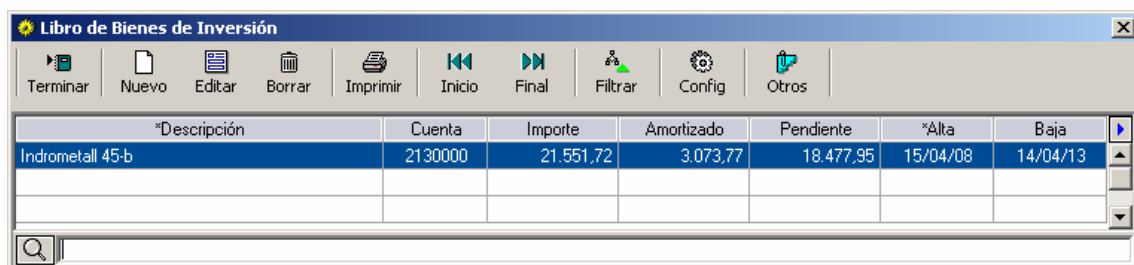 Libro de Bienes de Inversión
Terminar Nuevo Editar Borrar Imprimir Inicio Final Filtrar Config Otros
*Descripción Cuenta Importe Amortizado Pendiente *Alta Baja
Indrometall 45-b 2130000 21.551,72 3.073,77 18.477,95 15/04/08 14/04/13